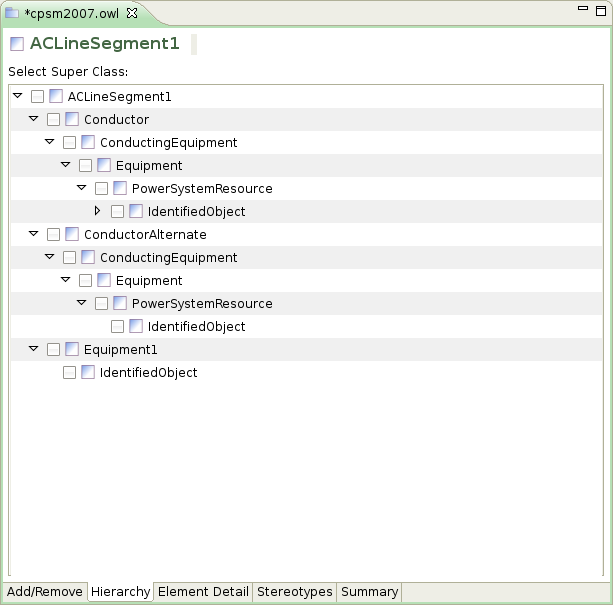 *cpsm2007.owl
ACLineSegment1
Select Super Class:
ACLineSegment1
Conductor
ConductingEquipment
Equipment
PowerSystemResource
IdentifiedObject
ConductorAlternate
ConductingEquipment
Equipment
PowerSystemResource
IdentifiedObject
Equipment1
IdentifiedObject
Add/Remove Hierarchy Element Detail Stereotypes Summary